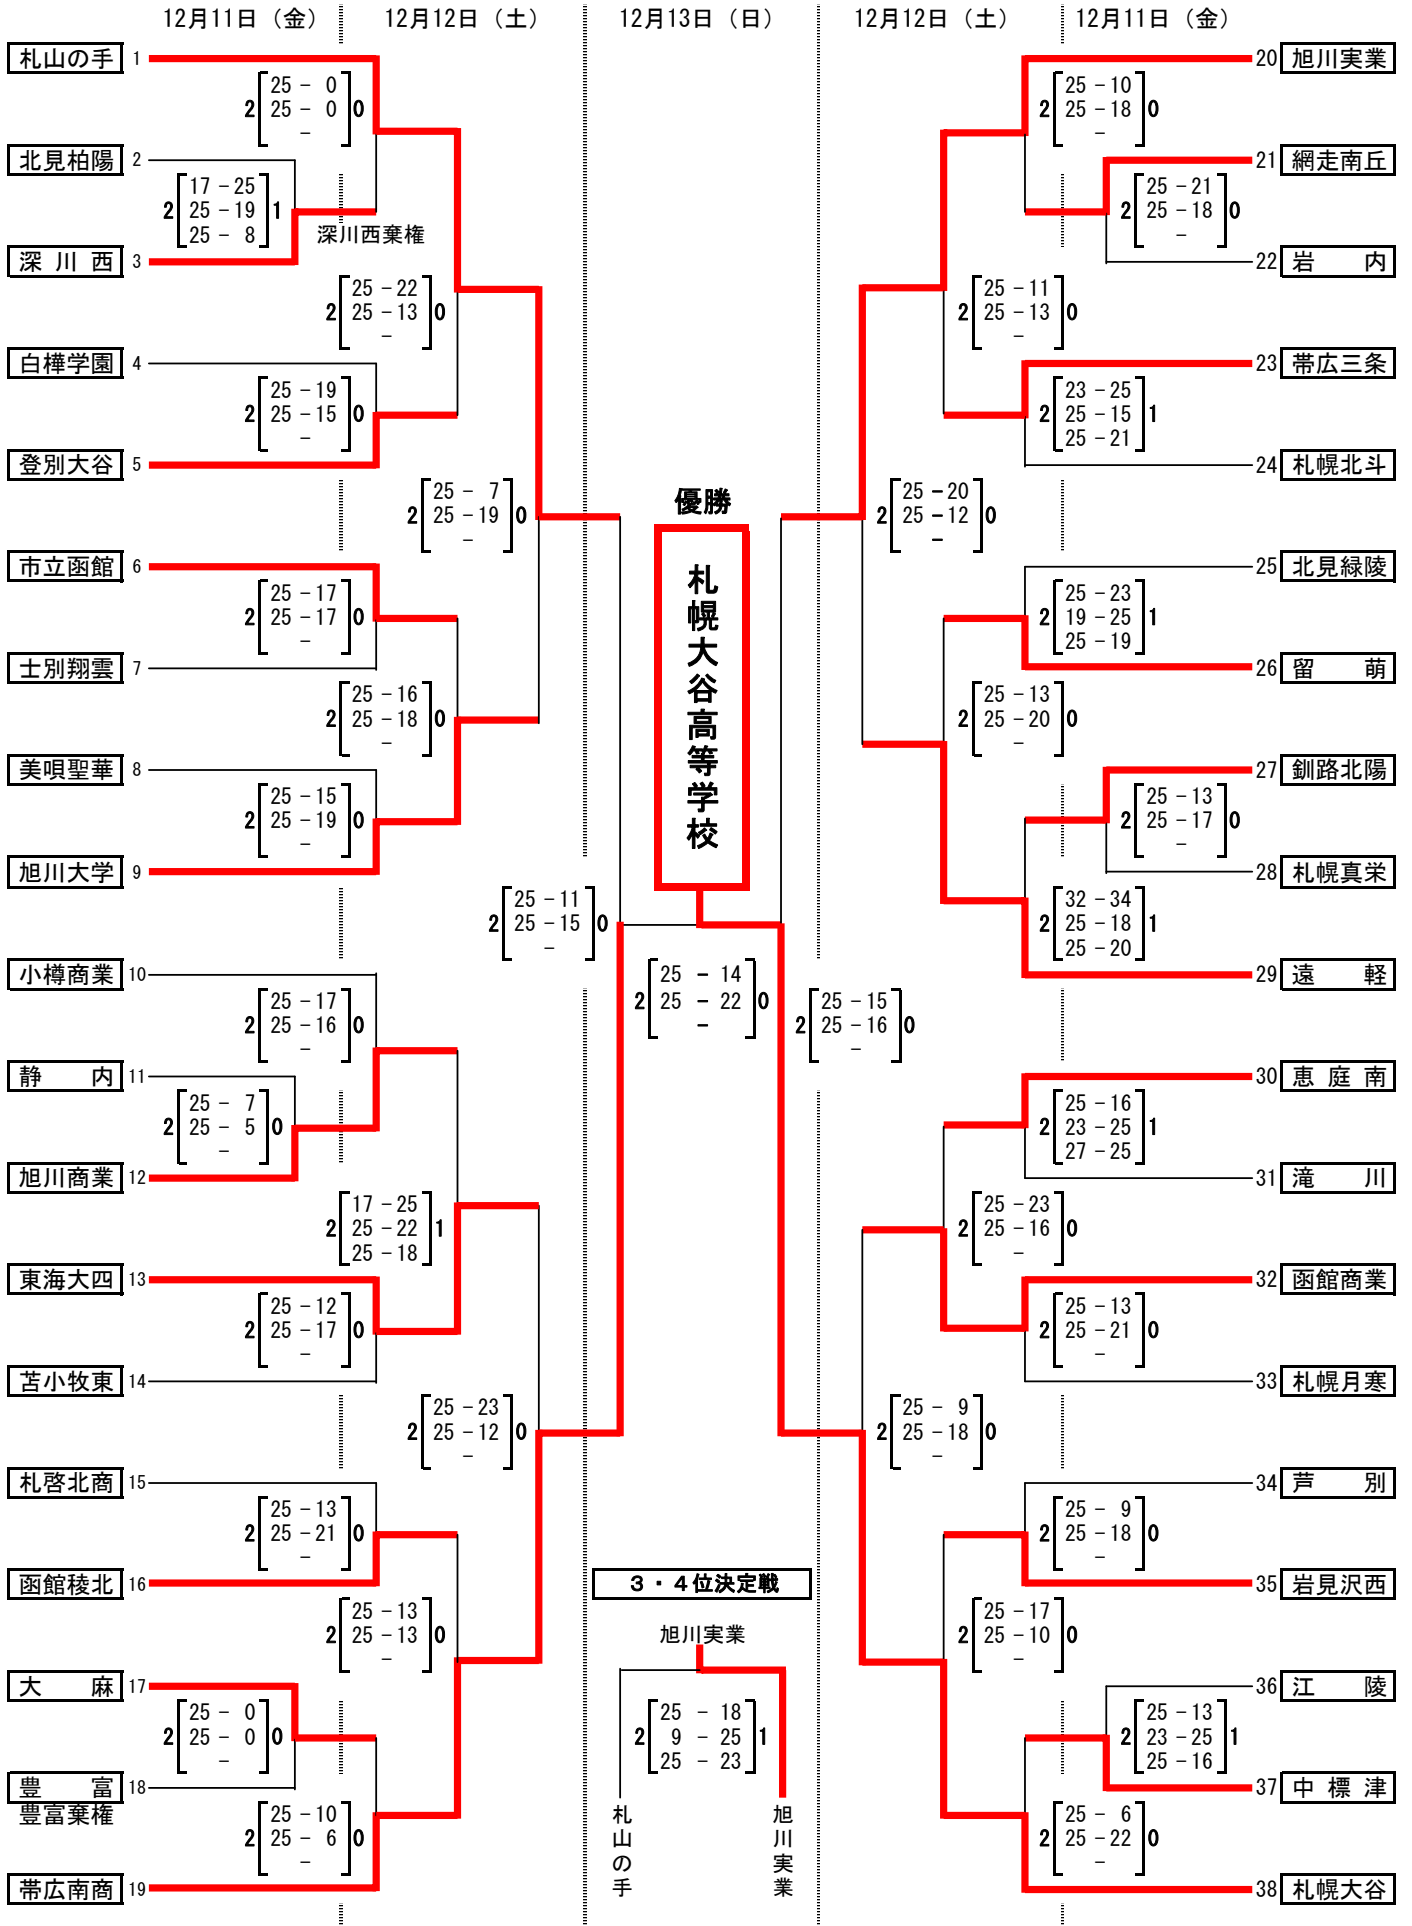 12月11日（金） 12月12日（土） 12月13日（日） 12月12日（土） 12月11日（金）
札山の手 1
2 25 － 0 0
25 － 0
－
北見柏陽 2
2 17 － 25 1
25 － 19
25 － 8
深川西棄権
深川西 3
2 25 － 22 0
25 － 13
－
白樺学園 4
2 25 － 19 0
25 － 15
－
登別大谷 5
2 25 － 7 0
25 － 19
－
市立函館 6
2 25 － 17 0
25 － 17
－
士別翔雲 7
2 25 － 16 0
25 － 18
－
美唄聖華 8
2 25 － 15 0
25 － 19
－
旭川大学 9
2 25 － 11 0
25 － 15
－
小樽商業 10
2 25 － 17 0
25 － 16
－
静内 11
2 25 － 7 0
25 － 5
－
旭川商業 12
2 17 － 25 1
25 － 22
25 － 18
東海大四 13
2 25 － 12 0
25 － 17
－
苫小牧東 14
2 25 － 23 0
25 － 12
－
札啓北商 15
2 25 － 13 0
25 － 21
－
函館稜北 16
2 25 － 13 0
25 － 13
－
大麻 17
2 25 － 0 0
25 － 0
－
豊富 18
豊富棄権
2 25 － 10 0
25 － 6
－
帯広南商 19
優勝
札幌大谷高等学校
2 25 － 14 0
25 － 22
－
３・４位決定戦
旭川実業
2 25 － 18 1
9 － 25
25 － 23
札山の手
旭川実業
20 旭川実業
2 25 － 10 0
25 － 18
－
21 網走南丘
2 25 － 21 0
25 － 18
－
22 岩内
2 25 － 11 0
25 － 13
－
23 帯広三条
2 23 － 25 1
25 － 15
25 － 21
24 札幌北斗
2 25 － 20 0
25 － 12
－
25 北見緑陵
2 25 － 23 1
19 － 25
25 － 19
26 留萌
2 25 － 13 0
25 － 20
－
27 釧路北陽
2 25 － 13 0
25 － 17
－
28 札幌真栄
2 32 － 34 1
25 － 18
25 － 20
29 遠軽
2 25 － 15 0
25 － 16
－
30 恵庭南
2 25 － 16 1
23 － 25
27 － 25
31 滝川
2 25 － 23 0
25 － 16
－
32 函館商業
2 25 － 13 0
25 － 21
－
33 札幌月寒
2 25 － 9 0
25 － 18
－
34 芦別
2 25 － 9 0
25 － 18
－
35 岩見沢西
2 25 － 17 0
25 － 10
－
36 江陵
2 25 － 13 1
23 － 25
25 － 16
37 中標津
2 25 － 6 0
25 － 22
－
38 札幌大谷